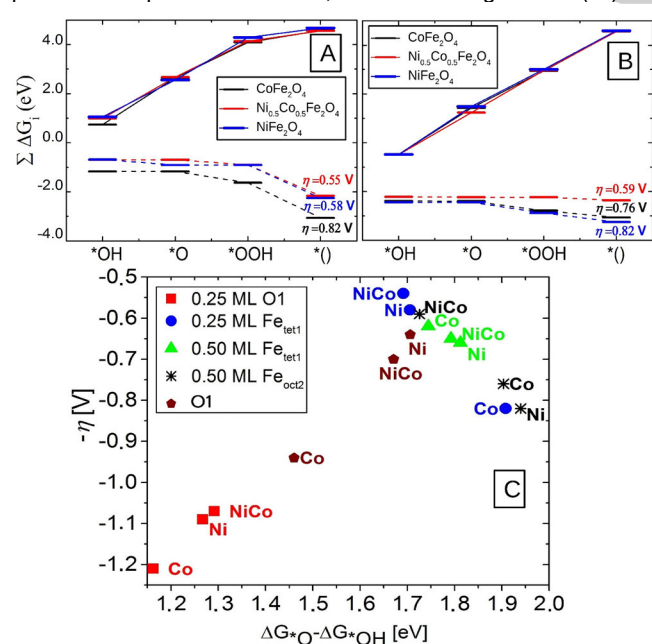 4.0
2.0
0.0
-2.0
-4.0
Σ ΔGᵢ (eV)
A
CoFe₂O₄
Ni₀.₅Co₀.₅Fe₂O₄
NiFe₂O₄
η=0.55 V
η=0.58 V
η=0.82 V
*OH *O *OOH *()
B
CoFe₂O₄
Ni₀.₅Co₀.₅Fe₂O₄
NiFe₂O₄
η=0.59 V
η=0.76 V
η=0.82 V
*OH *O *OOH *()
-0.5
-0.6
-0.7
-0.8
-0.9
-1.0
-1.1
-1.2
-η [V]
0.25 ML O1
0.25 ML Fe_tet1
0.50 ML Fe_tet1
0.50 ML Fe_oct2
O1
NiCo
Ni
NiCo
Co
NiCo
Ni
Ni
NiCo
Co
Co
Ni
Co
NiCo
Ni
Co
C
1.2 1.3 1.4 1.5 1.6 1.7 1.8 1.9 2.0
ΔG*O-ΔG*OH [eV]